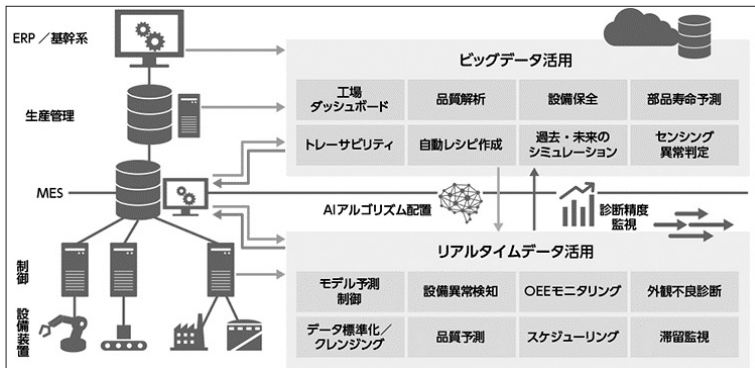 ERP／基幹系
生産管理
MES
制御
設備装置
ビッグデータ活用
工場
ダッシュボード
品質解析
設備保全
部品寿命予測
トレーサビリティ
自動レシピ作成
過去・未来の
シミュレーション
センシング
異常判定
AIアルゴリズム配置
診断精度
監視
リアルタイムデータ活用
モデル予測
制御
設備異常検知
OEEモニタリング
外観不良診断
データ標準化／
クレンジング
品質予測
スケジューリング
滞留監視